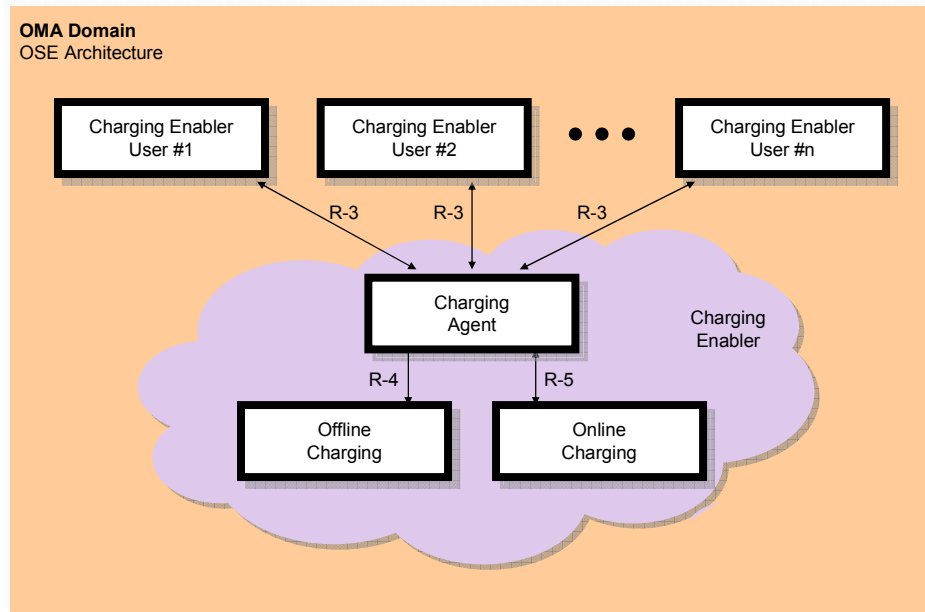 OMA Domain
OSE Architecture
Charging Enabler
User #1
Charging Enabler
User #2
Charging Enabler
User #n
R-3
R-3
R-3
Charging
Agent
Charging
Enabler
R-4
R-5
Offline
Charging
Online
Charging